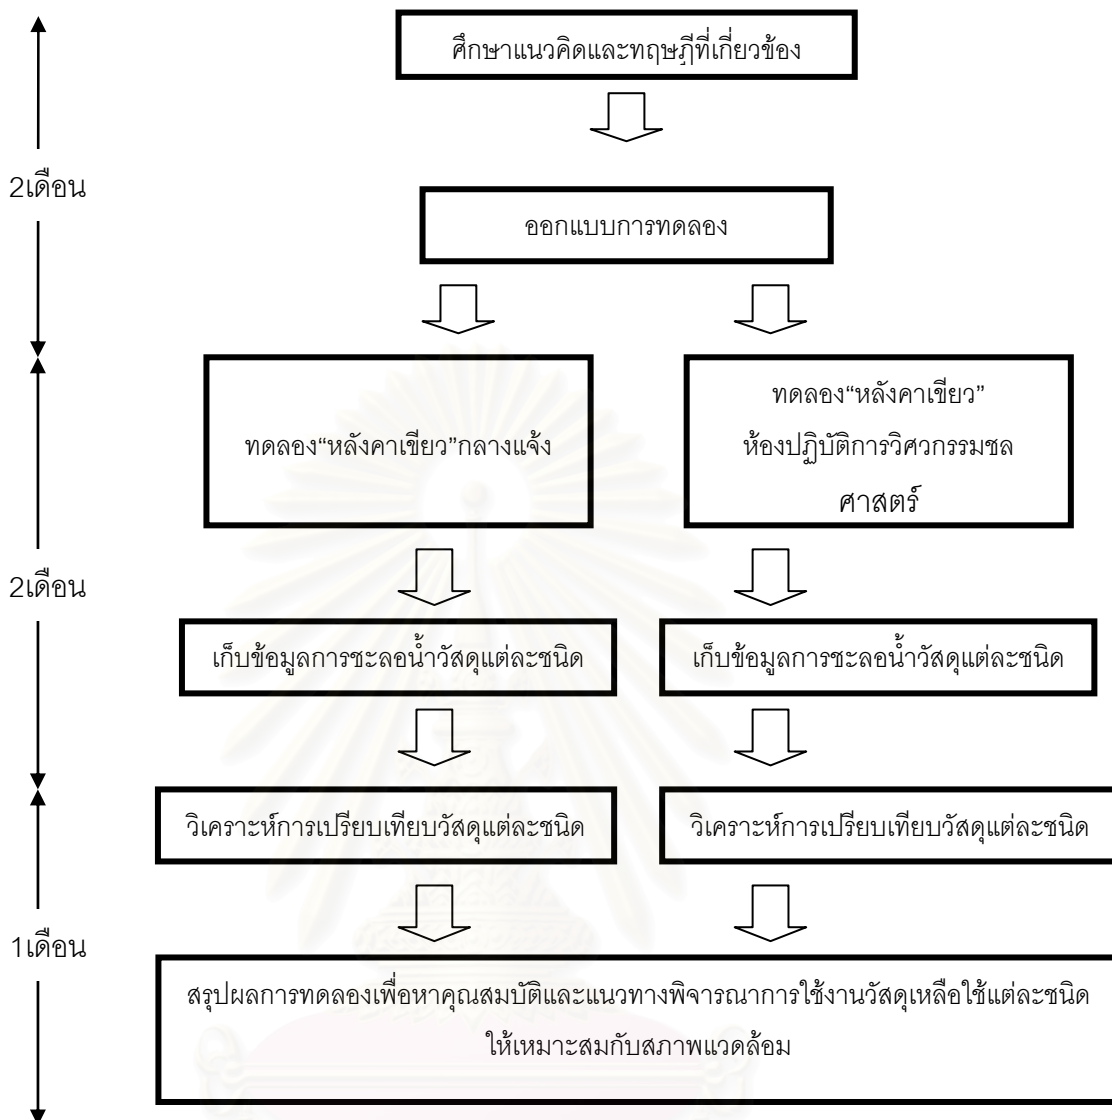 ศึกษาแนวคิดและทฤษฎีที่เกี่ยวข้อง
2เดือน
ออกแบบการทดลอง
ทดลอง“หลังคาเขียว”กลางแจ้ง
ทดลอง“หลังคาเขียว”
ห้องปฏิบัติการวิศวกรรมชล
ศาสตร์
2เดือน
เก็บข้อมูลการชะลอน้ำวัสดุแต่ละชนิด
เก็บข้อมูลการชะลอน้ำวัสดุแต่ละชนิด
วิเคราะห์การเปรียบเทียบวัสดุแต่ละชนิด
วิเคราะห์การเปรียบเทียบวัสดุแต่ละชนิด
1เดือน
สรุปผลการทดลองเพื่อหาคุณสมบัติและแนวทางพิจารณาการใช้งานวัสดุเหลือใช้แต่ละชนิด
ให้เหมาะสมกับสภาพแวดล้อม